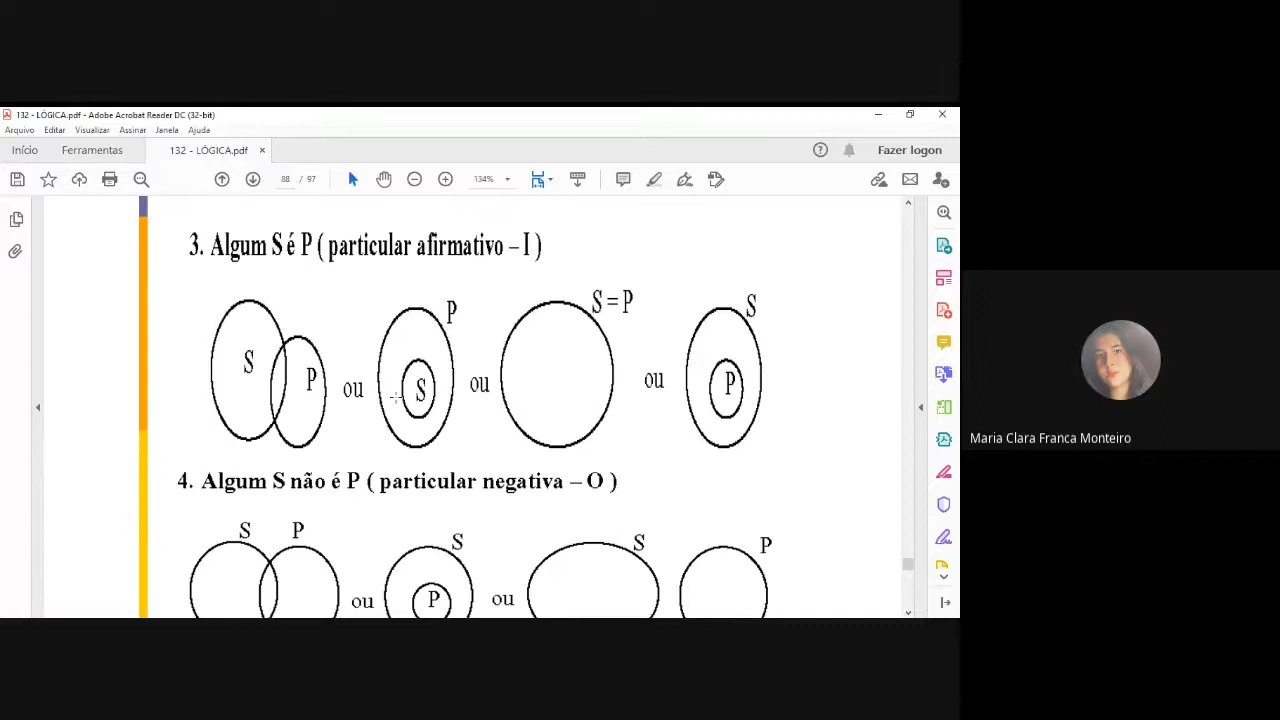 132 - LÓGICA.pdf - Adobe Acrobat Reader DC (32-bit)
Arquivo Editar Visualizar Assinar Janela Ajuda
Início Ferramentas 132 - LÓGICA.pdf × Fazer logon
88 / 97 134%
3. Algum S é P ( particular afirmativo – I )
S P ou P S ou S = P ou S P
4. Algum S não é P ( particular negativa – O )
S P ou S P ou S P
Maria Clara Franca Monteiro